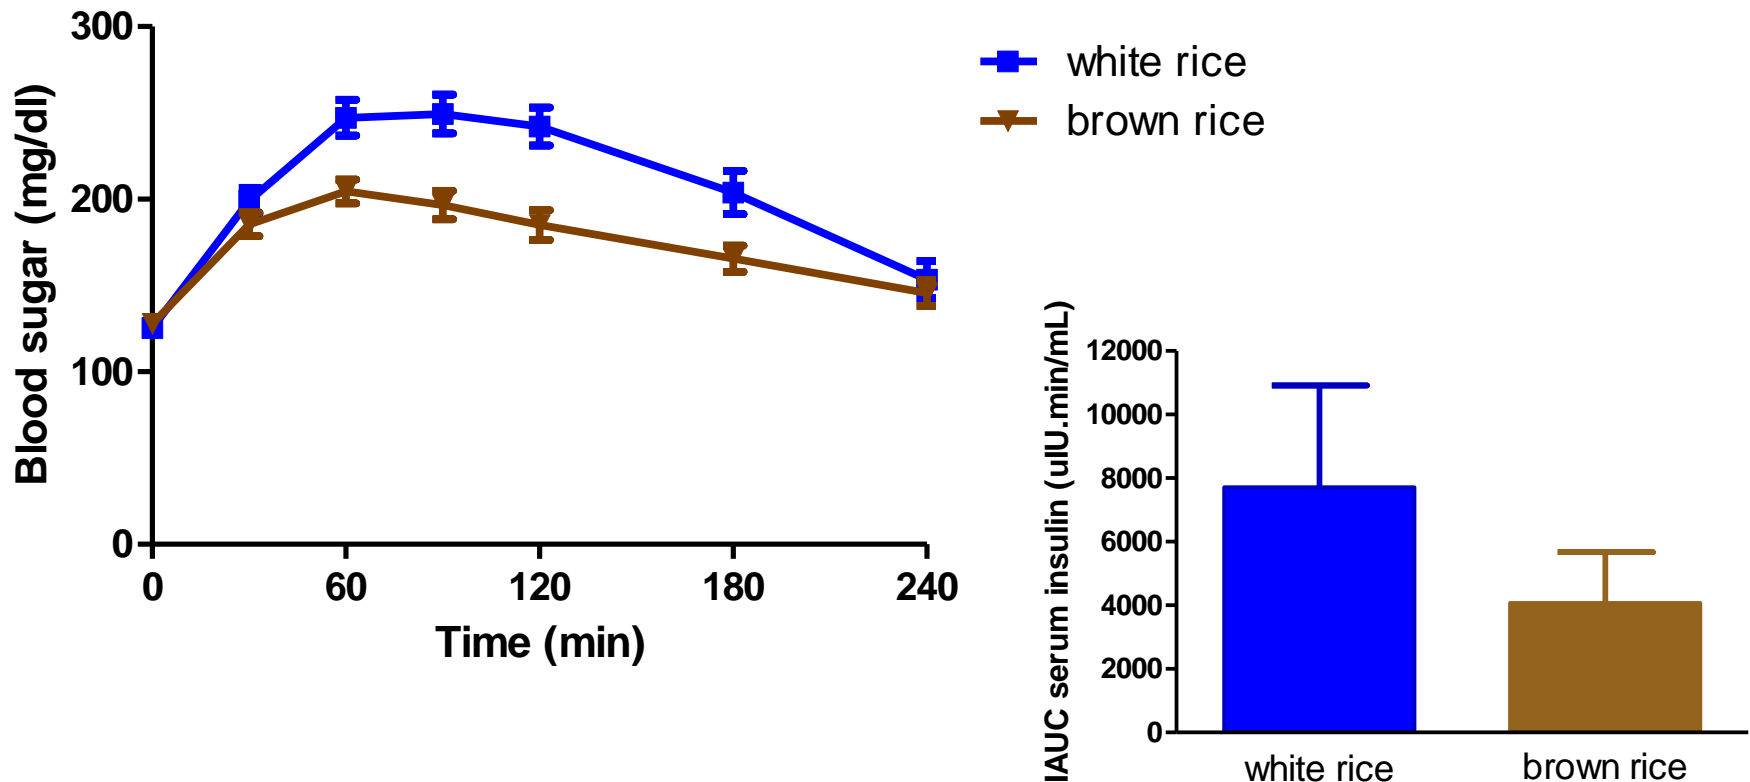 300
200
100
0
Blood sugar (mg/dl)
0 60 120 180 240
Time (min)
white rice
brown rice
12000
10000
8000
6000
4000
2000
0
IAUC serum insulin (uIU.min/mL)
white rice brown rice